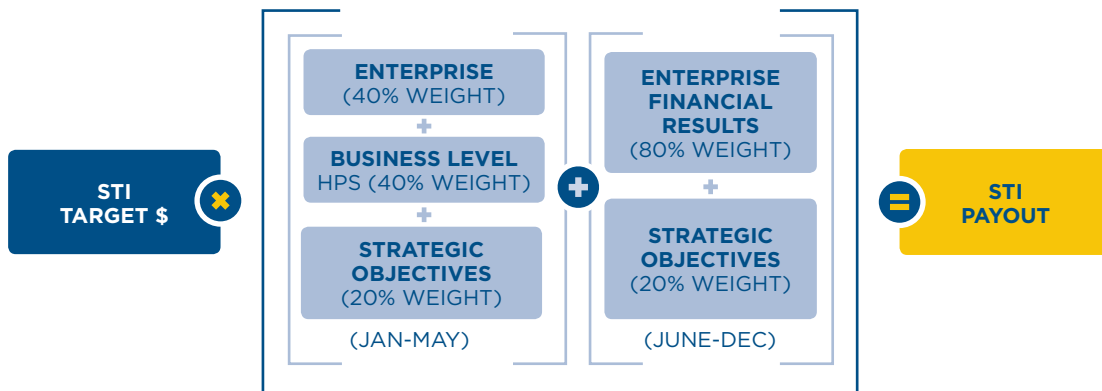 STI
TARGET $
×
ENTERPRISE
(40% WEIGHT)
+
BUSINESS LEVEL
HPS (40% WEIGHT)
+
STRATEGIC
OBJECTIVES
(20% WEIGHT)
(JAN-MAY)
+
ENTERPRISE
FINANCIAL
RESULTS
(80% WEIGHT)
+
STRATEGIC
OBJECTIVES
(20% WEIGHT)
(JUNE-DEC)
=
STI
PAYOUT